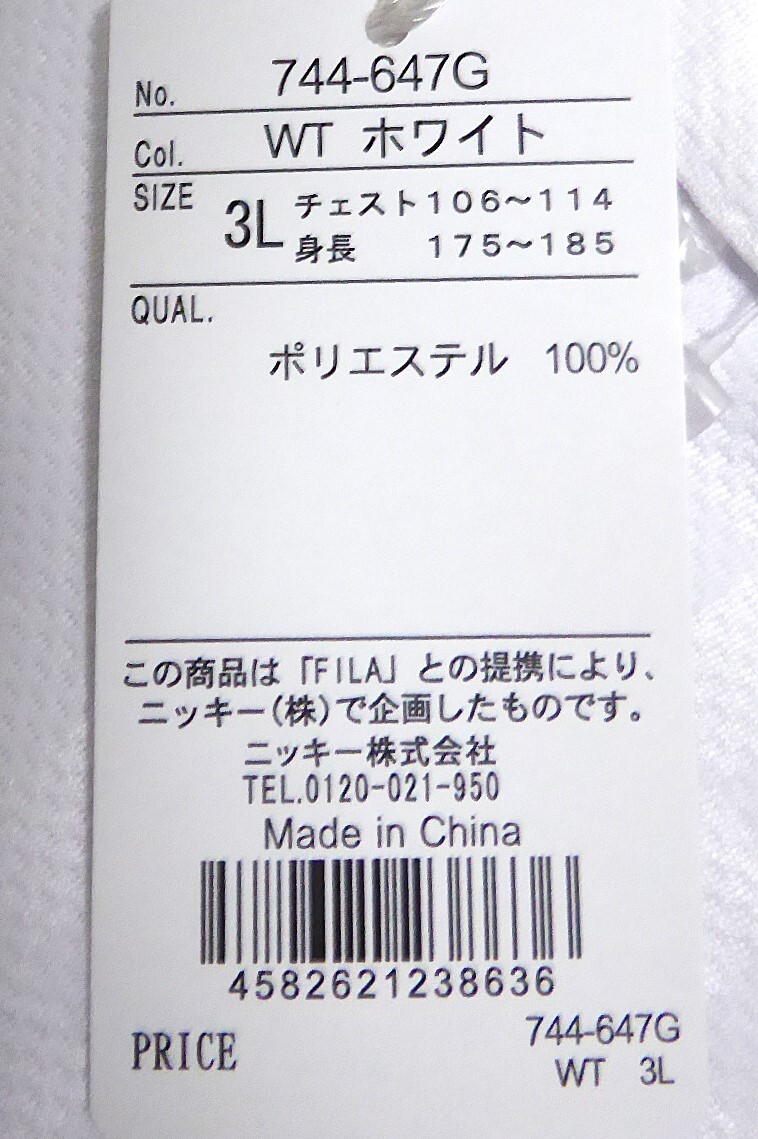 No. 744-647G
Col. WT ホワイト
SIZE 3L チェスト106~114
身長 175~185
QUAL.
ポリエステル 100%
この商品は「FILA」との提携により、
ニッキー(株)で企画したものです。
ニッキー株式会社
TEL.0120-021-950
Made in China
4582621238636
PRICE 744-647G
WT 3L